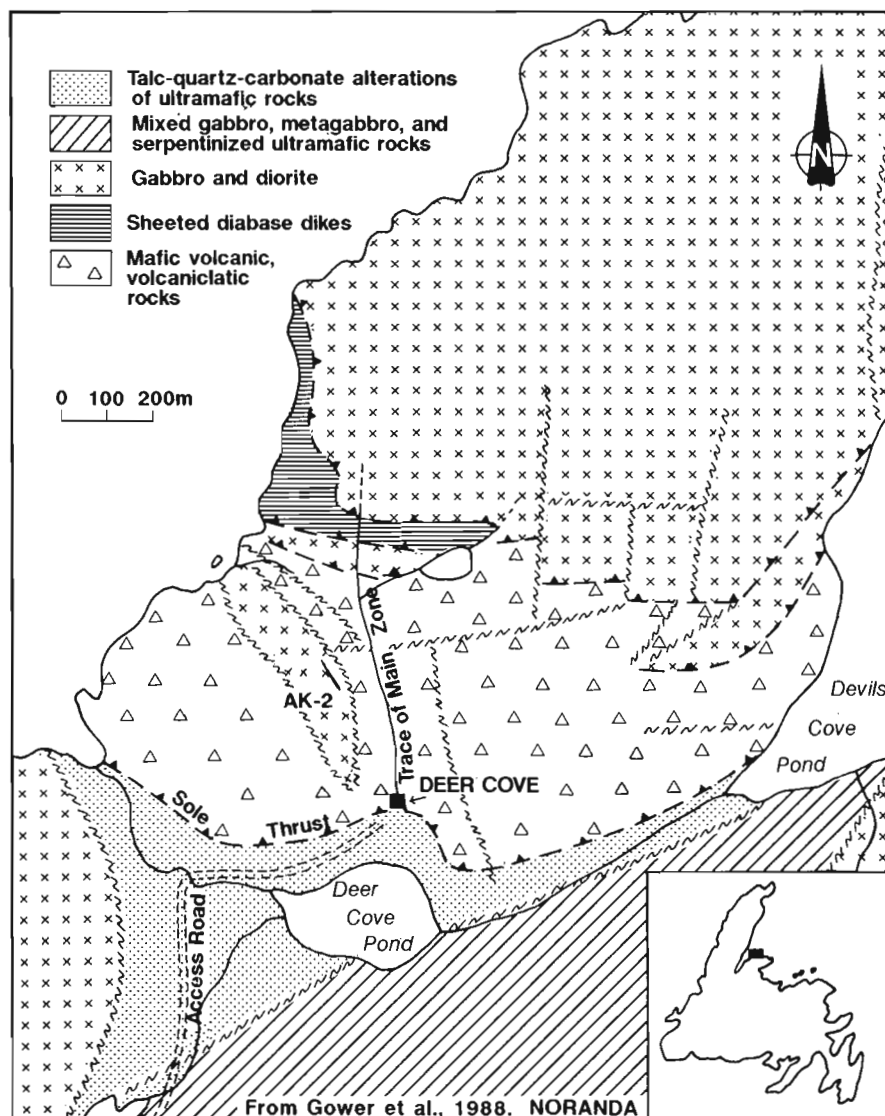 Talc-quartz-carbonate alterations
of ultramafic rocks
Mixed gabbro, metagabbro, and
serpentinized ultramafic rocks
Gabbro and diorite
Sheeted diabase dikes
Mafic volcanic,
volcaniclatic
rocks
N
0 100 200m
Trace of Main Zone
AK-2
Devils
Cove
Pond
DEER COVE
Sole
Thrust
Deer
Cove
Pond
Access Road
From Gower et al., 1988. NORANDA